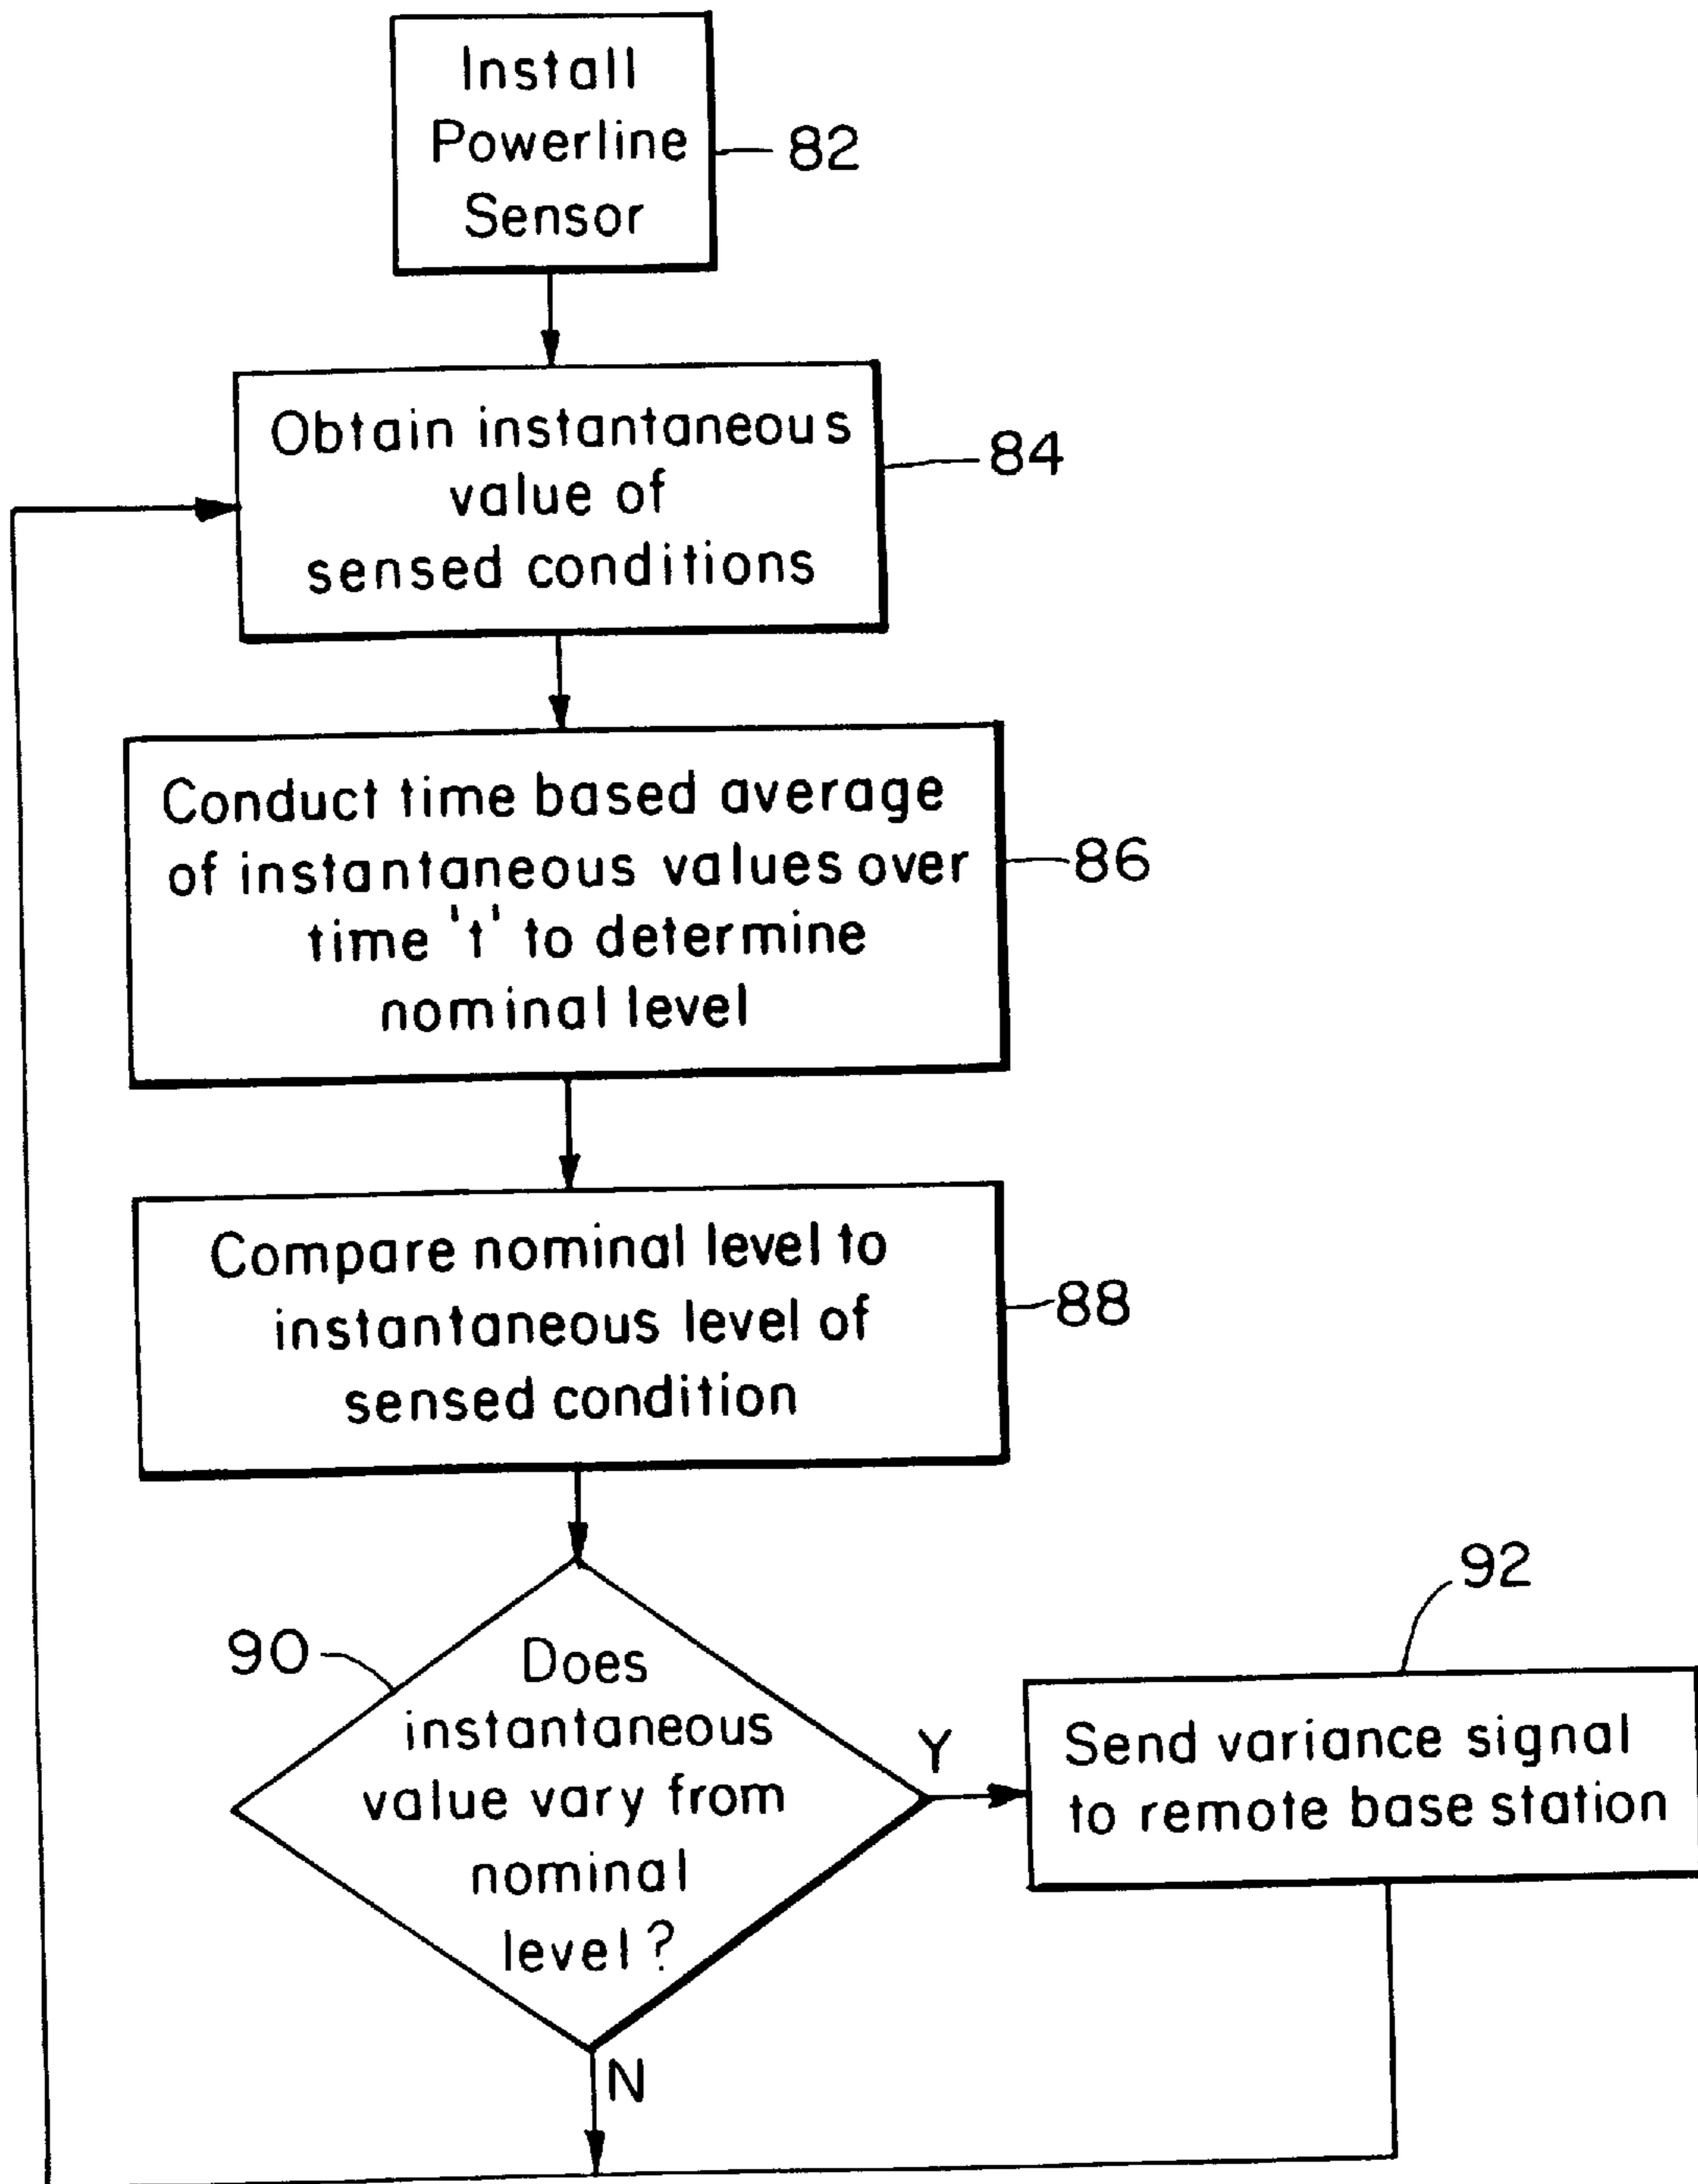 Install
Powerline
Sensor
82
Obtain instantaneous
value of
sensed conditions
84
Conduct time based average
of instantaneous values over
time 't' to determine
nominal level
86
Compare nominal level to
instantaneous level of
sensed condition
88
90
Does
instantaneous
value vary from
nominal
level?
Y
N
92
Send variance signal
to remote base station